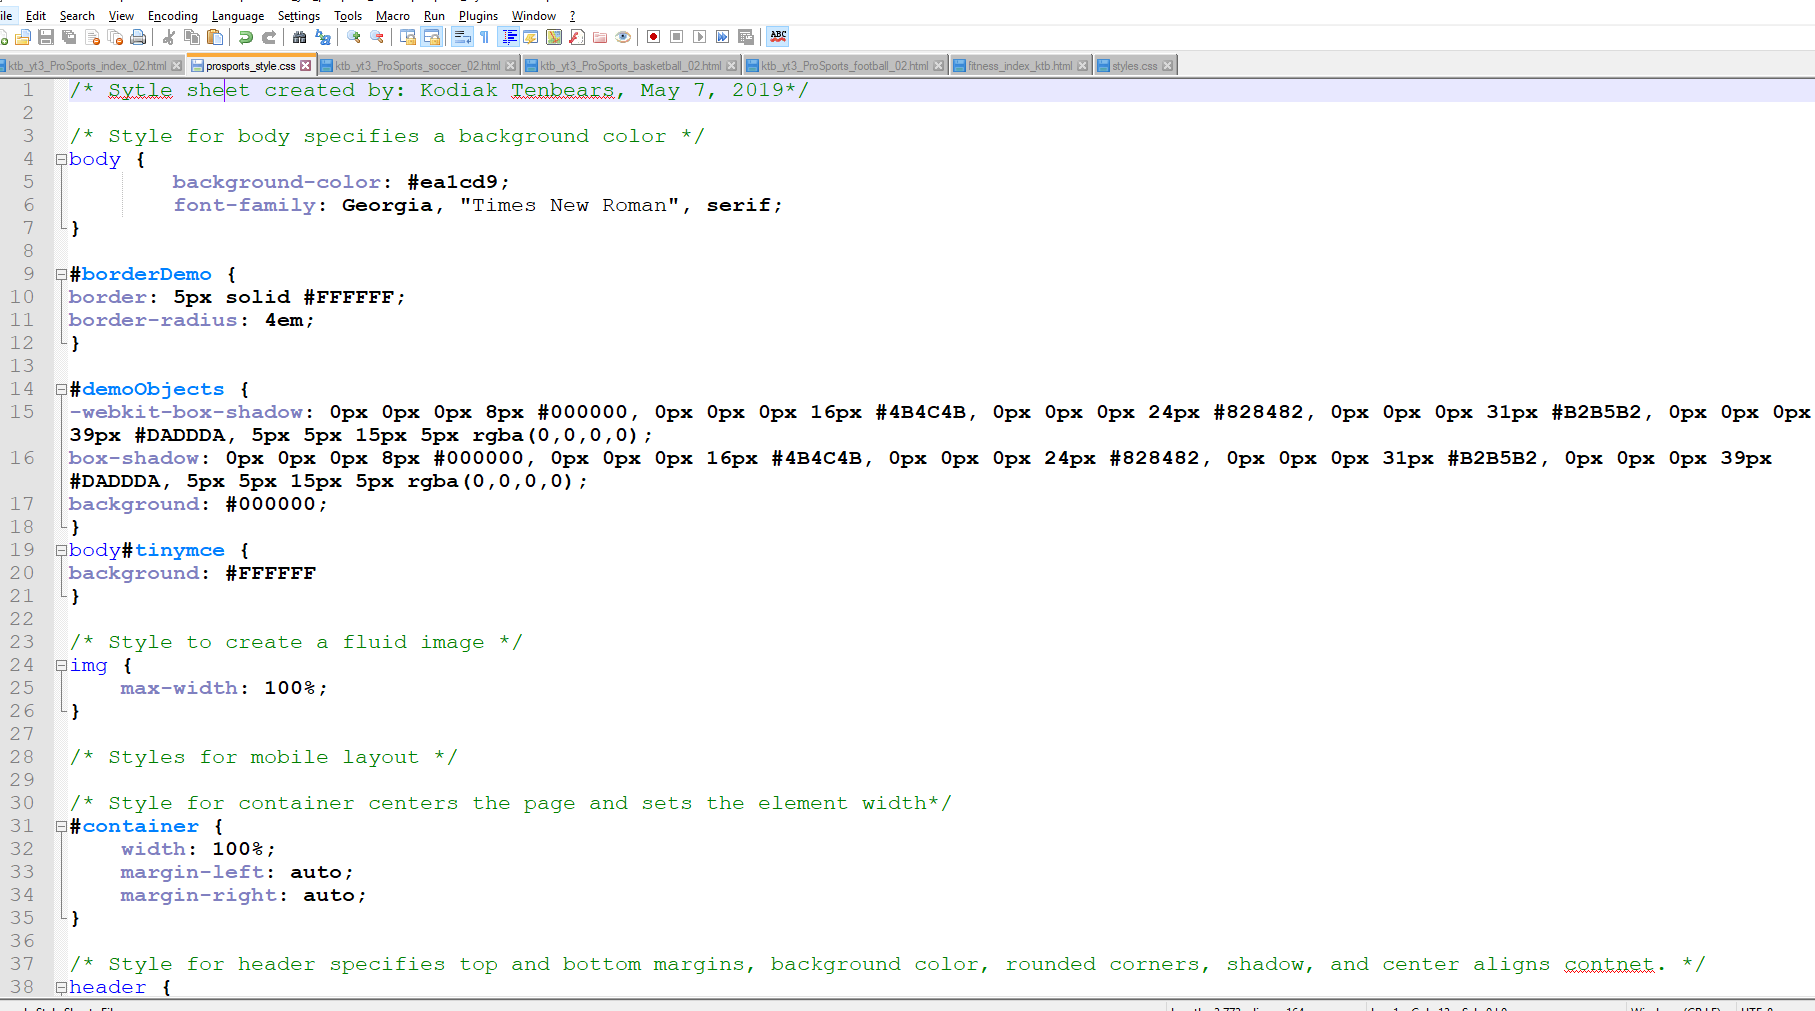 ile Edit Search View Encoding Language Settings Tools Macro Run Plugins Window ?
ABC
ktb_yt3_ProSports_index_02.html prosports_style.css ktb_yt3_ProSports_soccer_02.html ktb_yt3_ProSports_basketball_02.html ktb_yt3_ProSports_football_02.html fitness_index_ktb.html styles.css
1 /* Sytle sheet created by: Kodiak Tenbears, May 7, 2019*/
2
3 /* Style for body specifies a background color */
4 body {
5 background-color: #ea1cd9;
6 font-family: Georgia, "Times New Roman", serif;
7 }
8
9 #borderDemo {
10 border: 5px solid #FFFFFF;
11 border-radius: 4em;
12 }
13
14 #demoObjects {
15 -webkit-box-shadow: 0px 0px 0px 8px #000000, 0px 0px 0px 16px #4B4C4B, 0px 0px 0px 24px #828482, 0px 0px 0px 31px #B2B5B2, 0px 0px 0px
39px #DADDDA, 5px 5px 15px 5px rgba(0,0,0,0);
16 box-shadow: 0px 0px 0px 8px #000000, 0px 0px 0px 16px #4B4C4B, 0px 0px 0px 24px #828482, 0px 0px 0px 31px #B2B5B2, 0px 0px 0px 39px
#DADDDA, 5px 5px 15px 5px rgba(0,0,0,0);
17 background: #000000;
18 }
19 body#tinymce {
20 background: #FFFFFF
21 }
22
23 /* Style to create a fluid image */
24 img {
25 max-width: 100%;
26 }
27
28 /* Styles for mobile layout */
29
30 /* Style for container centers the page and sets the element width*/
31 #container {
32 width: 100%;
33 margin-left: auto;
34 margin-right: auto;
35 }
36
37 /* Style for header specifies top and bottom margins, background color, rounded corners, shadow, and center aligns contnet. */
38 header {